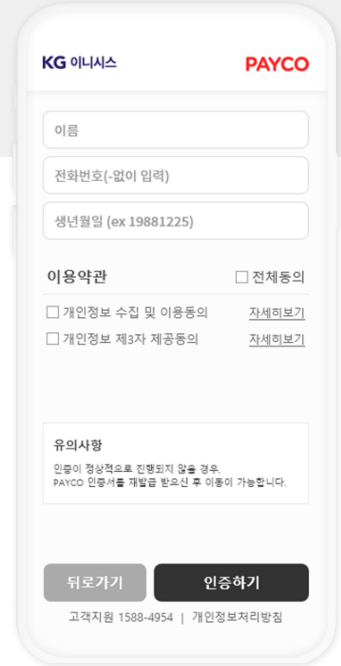 KG 이니시스 PAYCO
이름
전화번호(-없이 입력)
생년월일 (ex 19881225)
이용약관 전체동의
개인정보 수집 및 이용동의 자세히보기
개인정보 제3자 제공동의 자세히보기
유의사항
인증이 정상적으로 진행되지 않을 경우.
PAYCO 인증서를 재발급 받으신 후 이동이 가능합니다.
뒤로가기 인증하기
고객지원 1588-4954 | 개인정보처리방침